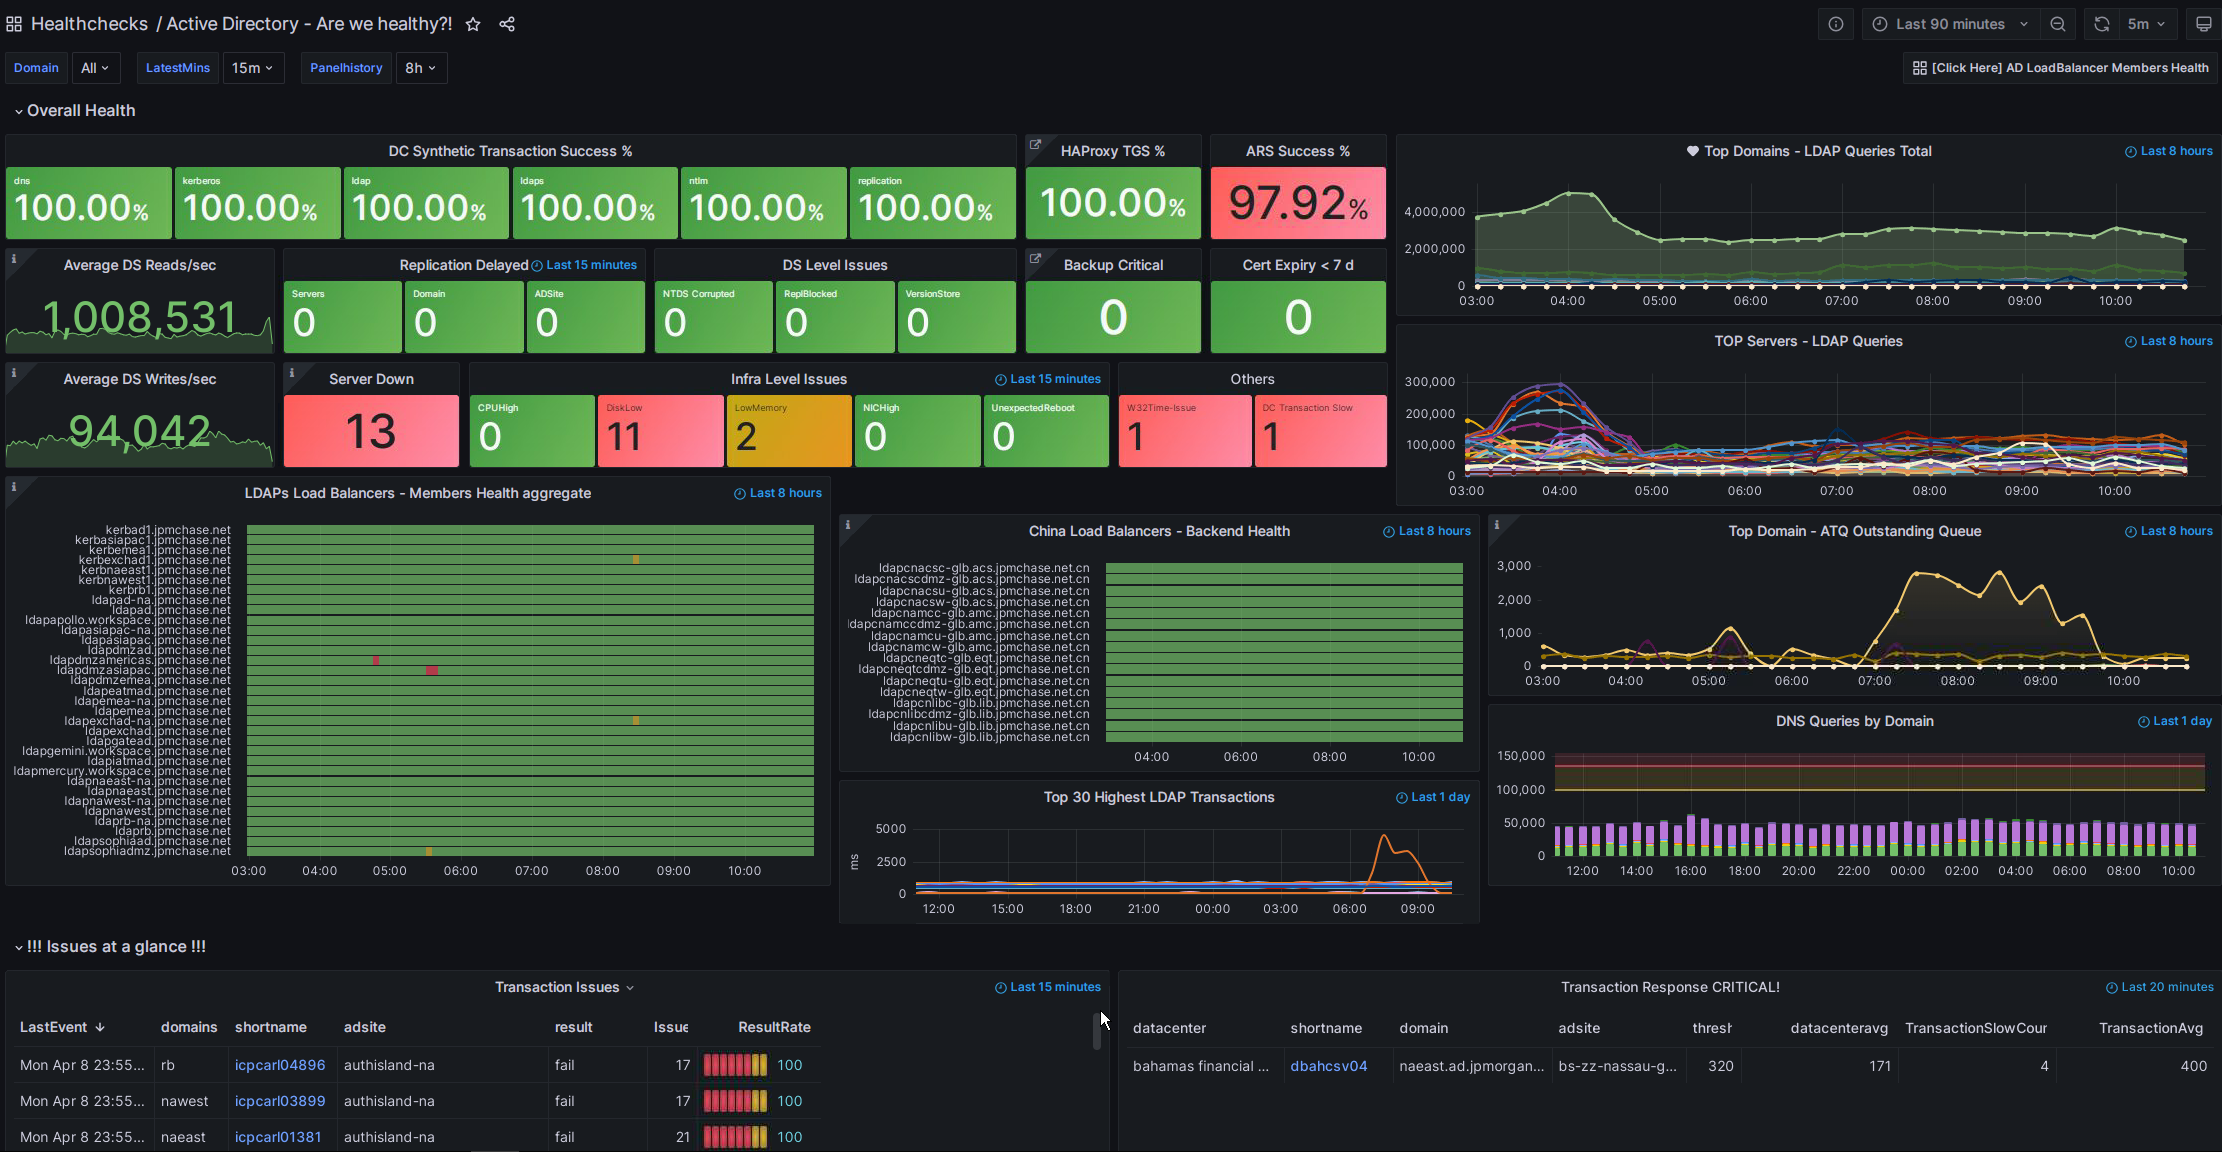 Healthchecks / Active Directory - Are we healthy?!
Last 90 minutes
5m
Domain All LatestMins 15m Panelhistory 8h
[Click Here] AD LoadBalancer Members Health
Overall Health
DC Synthetic Transaction Success %
dns 100.00%
kerberos 100.00%
ldap 100.00%
ldaps 100.00%
ntlm 100.00%
replication 100.00%
HAProxy TGS %
100.00%
ARS Success %
97.92%
Top Domains - LDAP Queries Total Last 8 hours
4,000,000
2,000,000
0
03:00 04:00 05:00 06:00 07:00 08:00 09:00 10:00
Average DS Reads/sec
1,008,531
Replication Delayed Last 15 minutes
Servers 0
Domain 0
ADSite 0
DS Level Issues
NTDS Corrupted 0
ReplBlocked 0
VersionStore 0
Backup Critical
0
Cert Expiry < 7 d
0
TOP Servers - LDAP Queries Last 8 hours
300,000
200,000
100,000
0
03:00 04:00 05:00 06:00 07:00 08:00 09:00 10:00
Average DS Writes/sec
94,042
Server Down
13
Infra Level Issues Last 15 minutes
CPUHigh 0
DiskLow 11
LowMemory 2
NICHigh 0
UnexpectedReboot 0
Others
W32Time-Issue 1
DC Transaction Slow 1
LDAPs Load Balancers - Members Health aggregate Last 8 hours
kerbad1.jpmchase.net
kerbasiapac1.jpmchase.net
kerbemea1.jpmchase.net
kerbexchad1.jpmchase.net
kerbnaeast1.jpmchase.net
kerbnawest1.jpmchase.net
kerbrb1.jpmchase.net
ldapad-na.jpmchase.net
ldapad.jpmchase.net
ldapapollo.workspace.jpmchase.net
ldapasiapac-na.jpmchase.net
ldapasiapac.jpmchase.net
ldapdmzad.jpmchase.net
ldapdmzamericas.jpmchase.net
ldapdmzasiapac.jpmchase.net
ldapdmzemea.jpmchase.net
ldapeatmad.jpmchase.net
ldapemea-na.jpmchase.net
ldapemea.jpmchase.net
ldapexchad-na.jpmchase.net
ldapexchad.jpmchase.net
ldapgatead.jpmchase.net
ldapgemini.workspace.jpmchase.net
ldapiatmad.jpmchase.net
ldapmercury.workspace.jpmchase.net
ldapnaeast-na.jpmchase.net
ldapnaeast.jpmchase.net
ldapnawest-na.jpmchase.net
ldapnawest.jpmchase.net
ldaprb-na.jpmchase.net
ldaprb.jpmchase.net
ldapsophiaad.jpmchase.net
ldapsophiadmz.jpmchase.net
03:00 04:00 05:00 06:00 07:00 08:00 09:00 10:00
China Load Balancers - Backend Health Last 8 hours
ldapcnacsc-glb.acs.jpmchase.net.cn
ldapcnacscdmz-glb.acs.jpmchase.net.cn
ldapcnacsu-glb.acs.jpmchase.net.cn
ldapcnacsw-glb.acs.jpmchase.net.cn
ldapcnamcc-glb.amc.jpmchase.net.cn
ldapcnamccdmz-glb.amc.jpmchase.net.cn
ldapcnamcu-glb.amc.jpmchase.net.cn
ldapcnamcw-glb.amc.jpmchase.net.cn
ldapcneqtc-glb.eqt.jpmchase.net.cn
ldapcneqtcdmz-glb.eqt.jpmchase.net.cn
ldapcneqtu-glb.eqt.jpmchase.net.cn
ldapcneqtw-glb.eqt.jpmchase.net.cn
ldapcnlibc-glb.lib.jpmchase.net.cn
ldapcnlibcdmz-glb.lib.jpmchase.net.cn
ldapcnlibu-glb.lib.jpmchase.net.cn
ldapcnlibw-glb.lib.jpmchase.net.cn
04:00 06:00 08:00 10:00
Top Domain - ATQ Outstanding Queue Last 8 hours
3,000
2,000
1,000
0
03:00 04:00 05:00 06:00 07:00 08:00 09:00 10:00
Top 30 Highest LDAP Transactions Last 1 day
ms
5000
2500
0
12:00 15:00 18:00 21:00 00:00 03:00 06:00 09:00
DNS Queries by Domain Last 1 day
150,000
100,000
50,000
0
12:00 14:00 16:00 18:00 20:00 22:00 00:00 02:00 04:00 06:00 08:00 10:00
!!! Issues at a glance !!!
Transaction Issues Last 15 minutes
LastEvent domains shortname adsite result Issue ResultRate
Mon Apr 8 23:55... rb icpcarl04896 authisland-na fail 17 100
Mon Apr 8 23:55... nawest icpcarl03899 authisland-na fail 17 100
Mon Apr 8 23:55... naeast icpcarl01381 authisland-na fail 21 100
Transaction Response CRITICAL! Last 20 minutes
datacenter shortname domain adsite thresh datacenteravg TransactionSlowCour TransactionAvg
bahamas financial ... dbahcsv04 naeast.ad.jpmorgan... bs-zz-nassau-g... 320 171 4 400